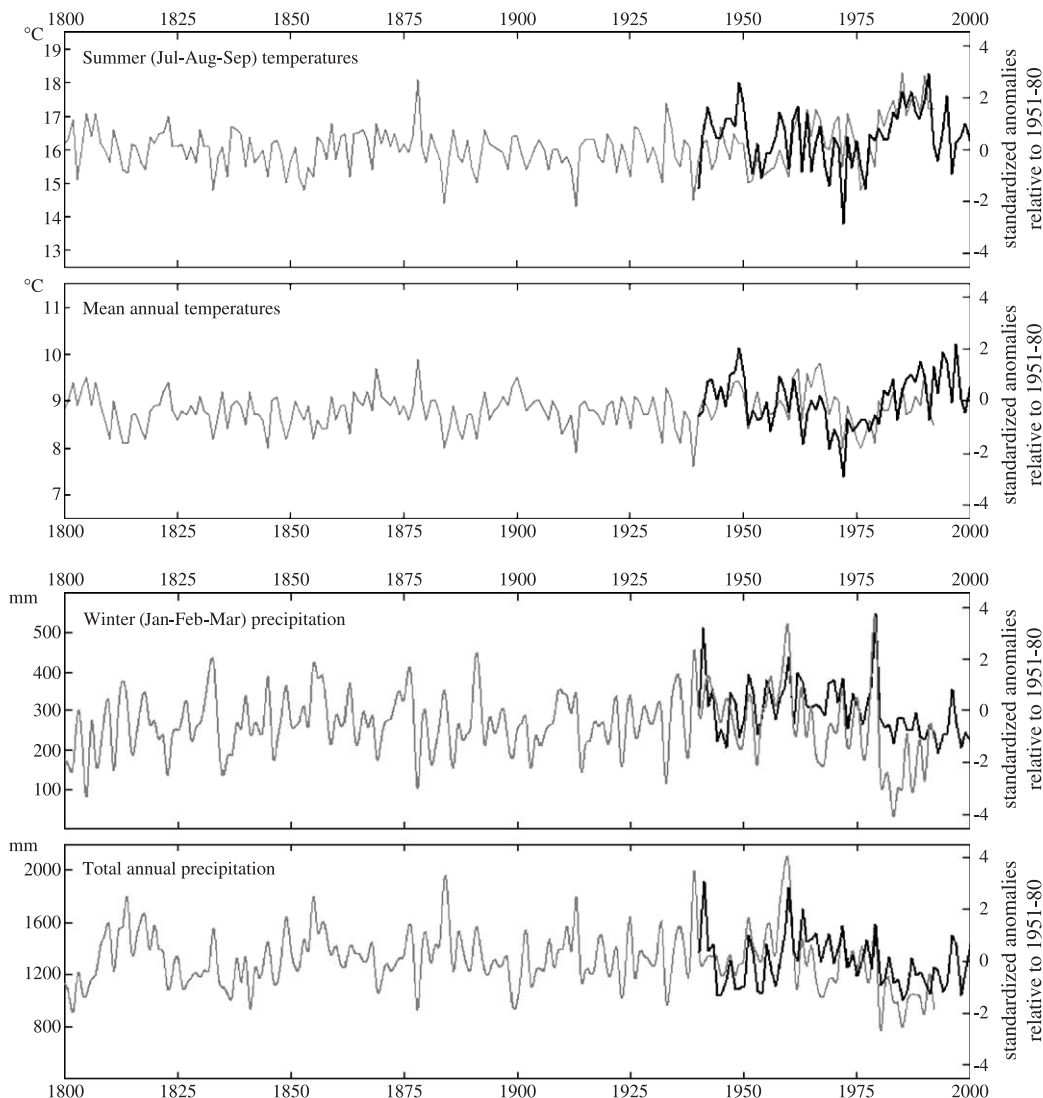 1800 1825 1850 1875 1900 1925 1950 1975 2000
°C
19
18
17
16
15
14
13
Summer (Jul-Aug-Sep) temperatures
4
2
0
-2
-4
standardized anomalies
relative to 1951-80
°C
11
10
9
8
7
Mean annual temperatures
4
2
0
-2
-4
standardized anomalies
relative to 1951-80
1800 1825 1850 1875 1900 1925 1950 1975 2000
1800 1825 1850 1875 1900 1925 1950 1975 2000
mm
500
400
300
200
100
Winter (Jan-Feb-Mar) precipitation
4
2
0
-2
-4
standardized anomalies
relative to 1951-80
mm
2000
1600
1200
800
Total annual precipitation
4
2
0
-2
-4
standardized anomalies
relative to 1951-80
1800 1825 1850 1875 1900 1925 1950 1975 2000